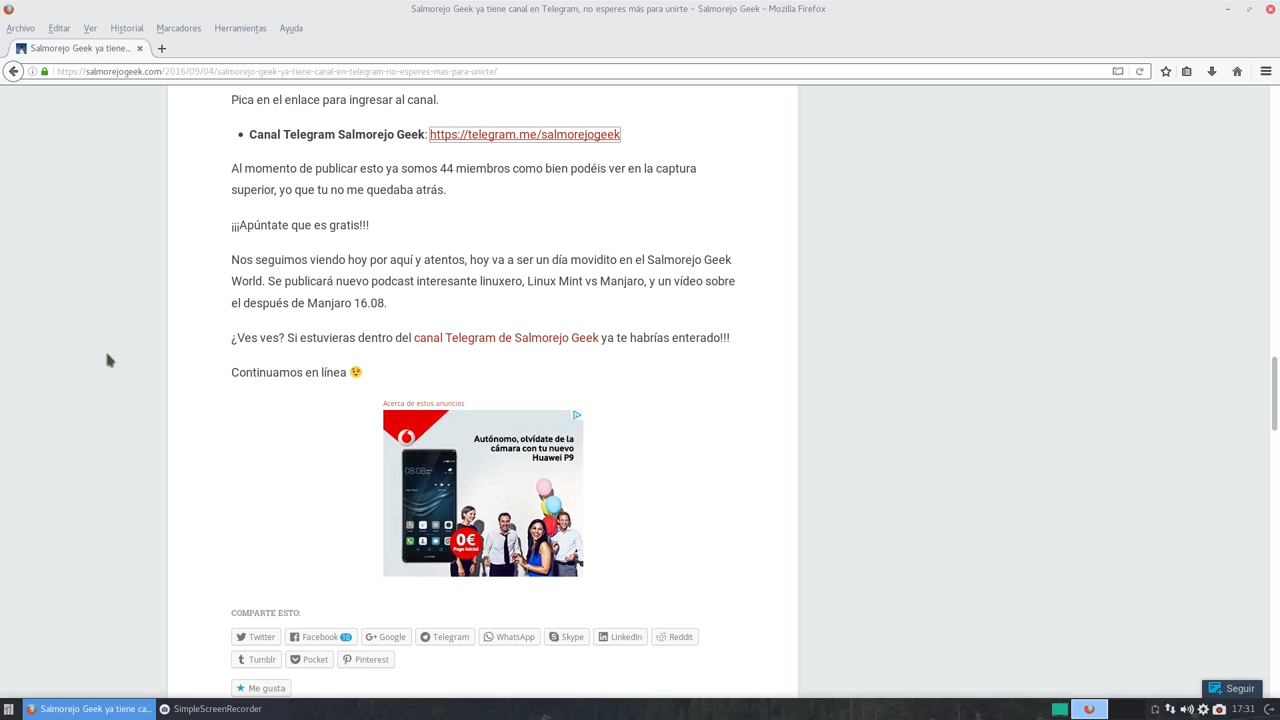 Salmorejo Geek ya tiene canal en Telegram, no esperes más para unirte – Salmorejo Geek - Mozilla Firefox
Archivo Editar Ver Historial Marcadores Herramientas Ayuda
Salmorejo Geek ya tiene...
https://salmorejogeek.com/2016/09/04/salmorejo-geek-ya-tiene-canal-en-telegram-no-esperes-mas-para-unirte/
Pica en el enlace para ingresar al canal.
• Canal Telegram Salmorejo Geek: https://telegram.me/salmorejogeek
Al momento de publicar esto ya somos 44 miembros como bien podéis ver en la captura
superior, yo que tu no me quedaba atrás.
¡¡¡Apúntate que es gratis!!!
Nos seguimos viendo hoy por aquí y atentos, hoy va a ser un día movidito en el Salmorejo Geek
World. Se publicará nuevo podcast interesante linuxero, Linux Mint vs Manjaro, y un vídeo sobre
el después de Manjaro 16.08.
¿Ves ves? Si estuvieras dentro del canal Telegram de Salmorejo Geek ya te habrías enterado!!!
Continuamos en línea
Acerca de estos anuncios
Autónomo, olvídate de la
cámara con tu nuevo
Huawei P9
08:08
0€
Pago inicial
COMPARTE ESTO:
Twitter Facebook 10 Google Telegram WhatsApp Skype LinkedIn Reddit
Tumblr Pocket Pinterest
Me gusta
Seguir
Salmorejo Geek ya tiene ca... SimpleScreenRecorder 17:31